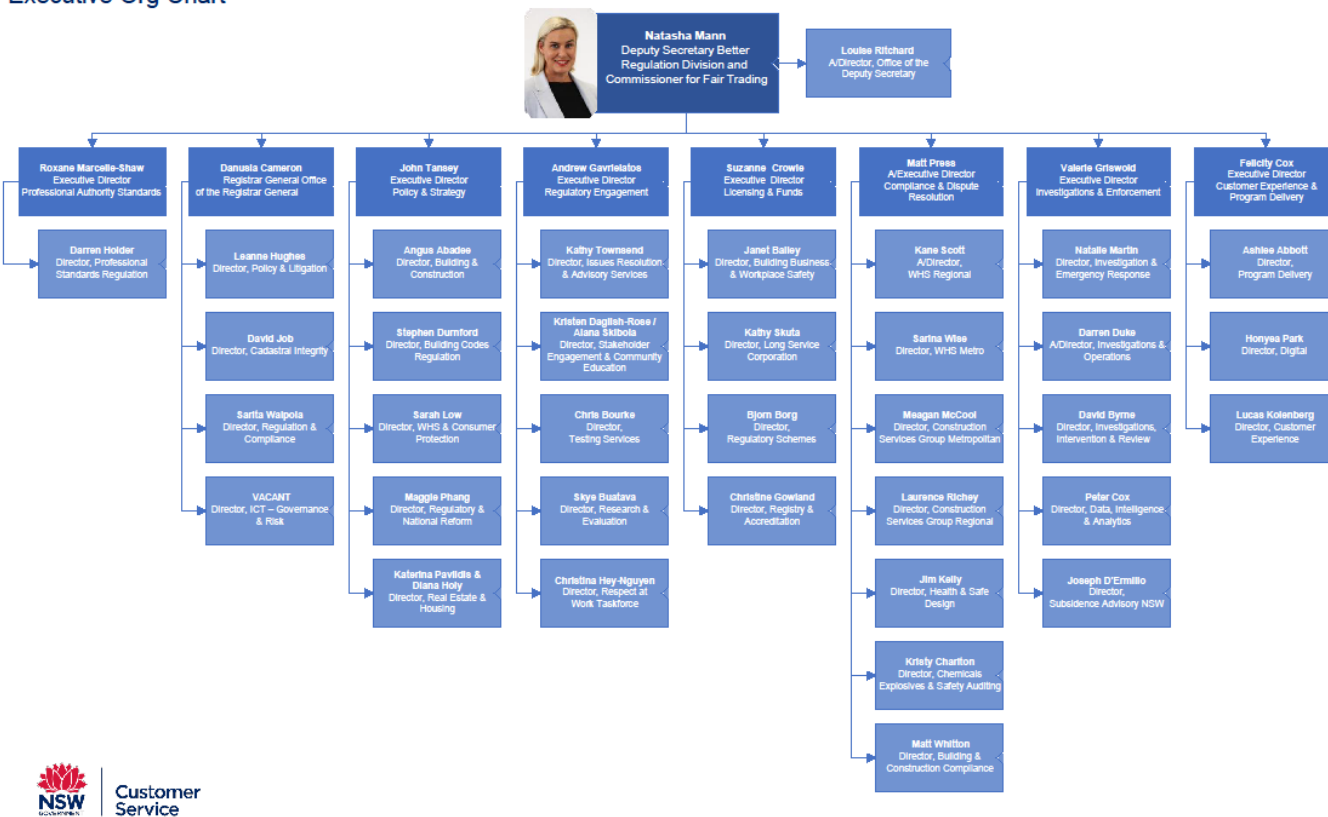 Executive Org Chart
Natasha Mann
Deputy Secretary Better
Regulation Division and
Commissioner for Fair Trading
Louise Ritchard
A/Director, Office of the
Deputy Secretary
Roxane Marcelle-Shaw
Executive Director
Professional Authority Standards
Darren Holder
Director, Professional
Standards Regulation
Danusia Cameron
Registrar General Office
of the Registrar General
Leanne Hughes
Director, Policy & Litigation
David Job
Director, Cadastral Integrity
Sarita Walpola
Director, Regulation &
Compliance
VACANT
Director, ICT – Governance
& Risk
John Tansey
Executive Director
Policy & Strategy
Angus Abadee
Director, Building &
Construction
Stephen Durnford
Director, Building Codes
Regulation
Sarah Low
Director, WHS & Consumer
Protection
Maggie Phang
Director, Regulatory &
National Reform
Katerina Pavlidis &
Diana Holy
Director, Real Estate &
Housing
Andrew Gavrielatos
Executive Director
Regulatory Engagement
Kathy Townsend
Director, Issues Resolution
& Advisory Services
Kristen Daglish-Rose /
Alana Skibola
Director, Stakeholder
Engagement & Community
Education
Chris Bourke
Director,
Testing Services
Skye Buatava
Director, Research &
Evaluation
Christina Hey-Nguyen
Director, Respect at
Work Taskforce
Suzanne Crowle
Executive Director
Licensing & Funds
Janet Bailey
Director, Building Business
& Workplace Safety
Kathy Skuta
Director, Long Service
Corporation
Bjorn Borg
Director,
Regulatory Schemes
Christine Gowland
Director, Registry &
Accreditation
Matt Press
A/Executive Director
Compliance & Dispute
Resolution
Kane Scott
A/Director,
WHS Regional
Sarina Wise
Director, WHS Metro
Meagan McCool
Director, Construction
Services Group Metropolitan
Laurence Richey
Director, Construction
Services Group Regional
Jim Kelly
Director, Health & Safe
Design
Kristy Charlton
Director, Chemicals
Explosives & Safety Auditing
Matt Whitton
Director, Building &
Construction Compliance
Valerie Griswold
Executive Director
Investigations & Enforcement
Natalie Martin
Director, Investigation &
Emergency Response
Darren Duke
A/Director, Investigations &
Operations
David Byrne
Director, Investigations,
Intervention & Review
Peter Cox
Director, Data, Intelligence
& Analytics
Joseph D'Ermilio
Director,
Subsidence Advisory NSW
Felicity Cox
Executive Director
Customer Experience &
Program Delivery
Ashlee Abbott
Director,
Program Delivery
Honyea Park
Director, Digital
Lucas Kolenberg
Director, Customer
Experience
NSW
GOVERNMENT
Customer
Service